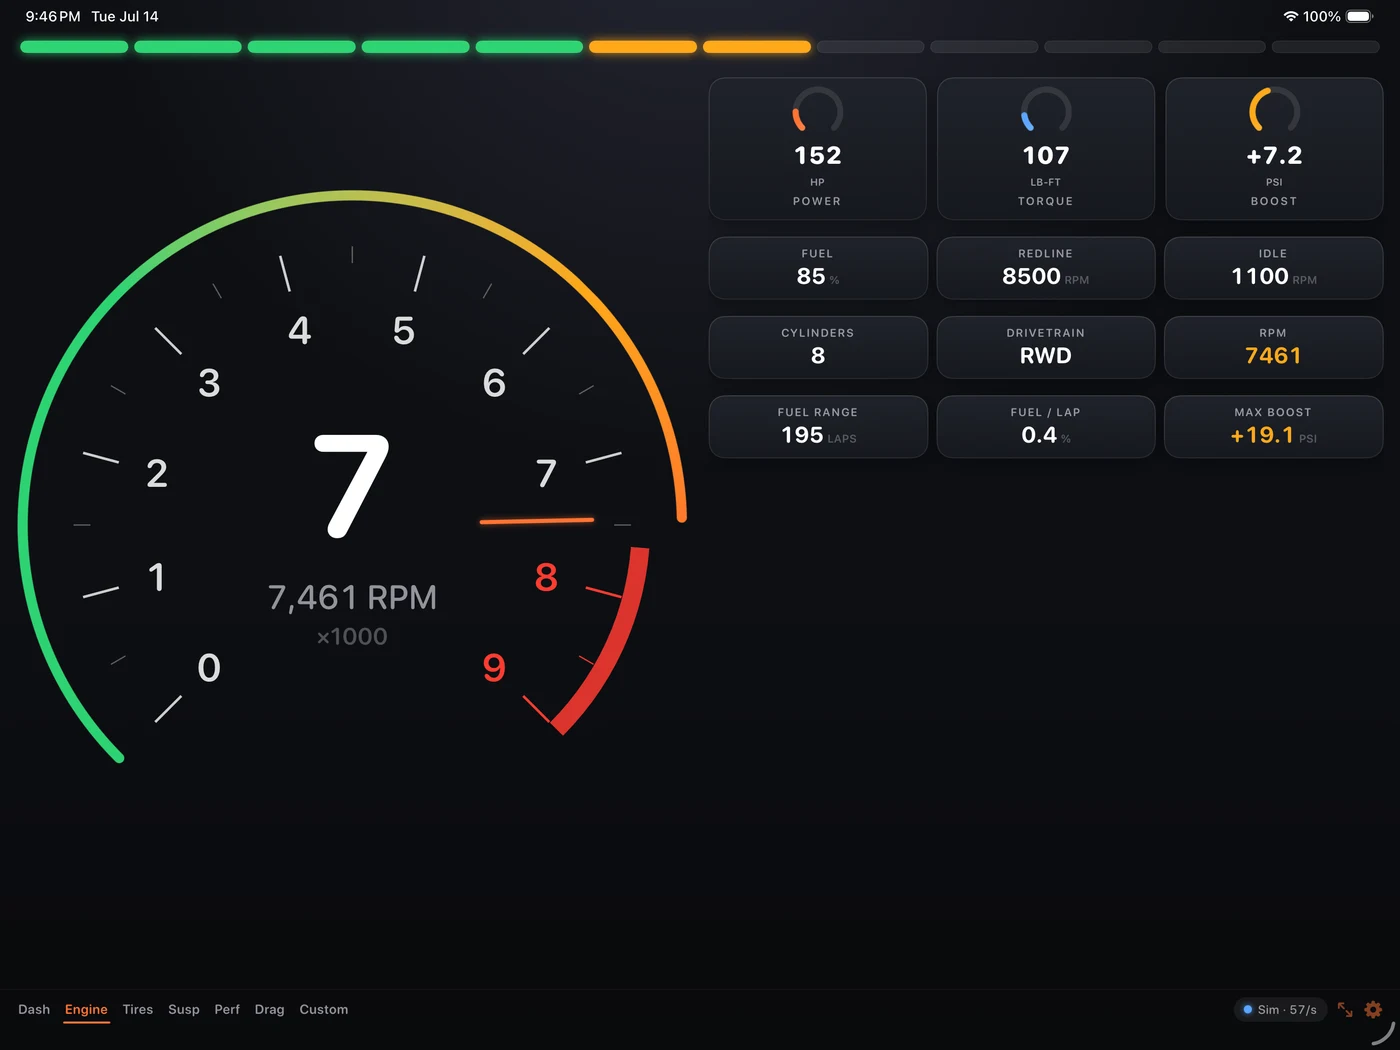 9:46 PM Tue Jul 14
100%
152
HP
POWER
107
LB-FT
TORQUE
+7.2
PSI
BOOST
FUEL
85 %
REDLINE
8500 RPM
IDLE
1100 RPM
CYLINDERS
8
DRIVETRAIN
RWD
RPM
7461
FUEL RANGE
195 LAPS
FUEL / LAP
0.4 %
MAX BOOST
+19.1 PSI
0
1
2
3
4
5
6
7
8
9
7
7,461 RPM
×1000
Dash Engine Tires Susp Perf Drag Custom
Sim · 57/s